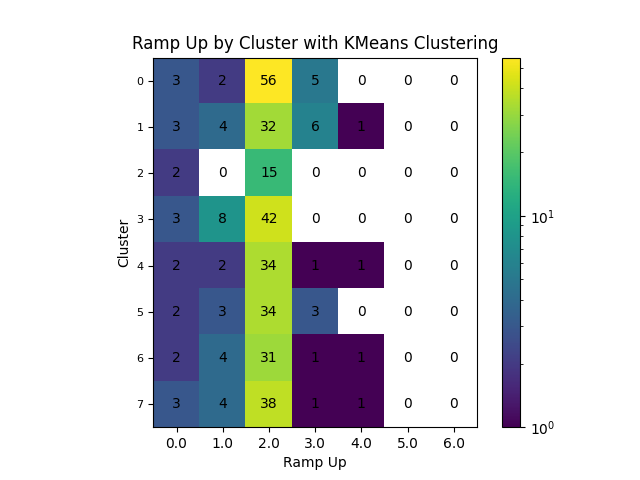 Ramp Up by Cluster with KMeans Clustering
0 3 2 56 5 0 0 0
1 3 4 32 6 1 0 0
2 2 0 15 0 0 0 0
3 3 8 42 0 0 0 0
4 2 2 34 1 1 0 0
5 2 3 34 3 0 0 0
6 2 4 31 1 1 0 0
7 3 4 38 1 1 0 0
0.0 1.0 2.0 3.0 4.0 5.0 6.0
Ramp Up
Cluster
10¹
10⁰